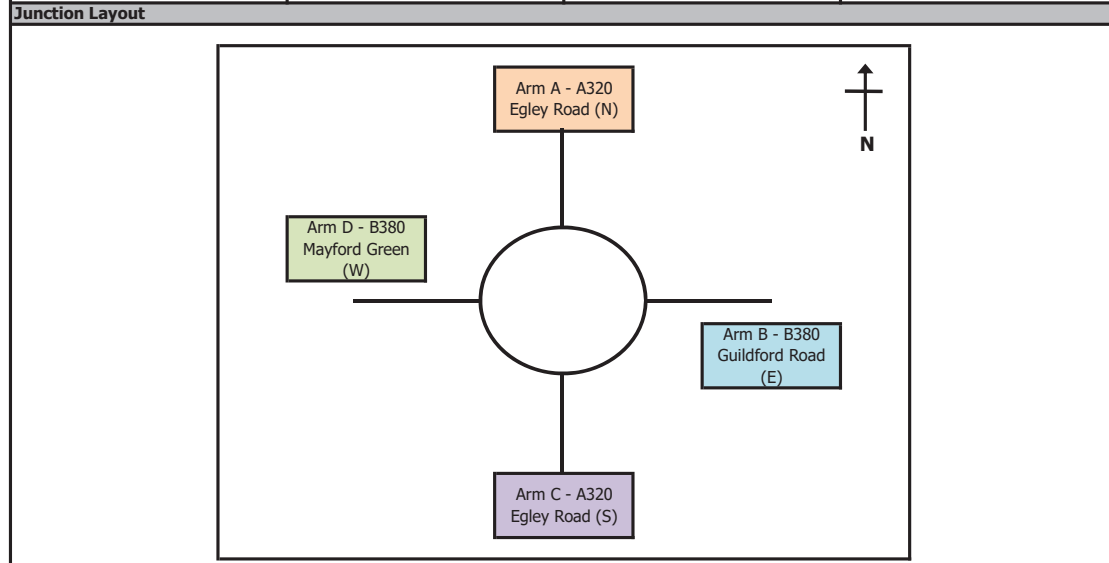 Junction Layout
Arm A - A320
Egley Road (N)
N
Arm D - B380
Mayford Green
(W)
Arm B - B380
Guildford Road
(E)
Arm C - A320
Egley Road (S)